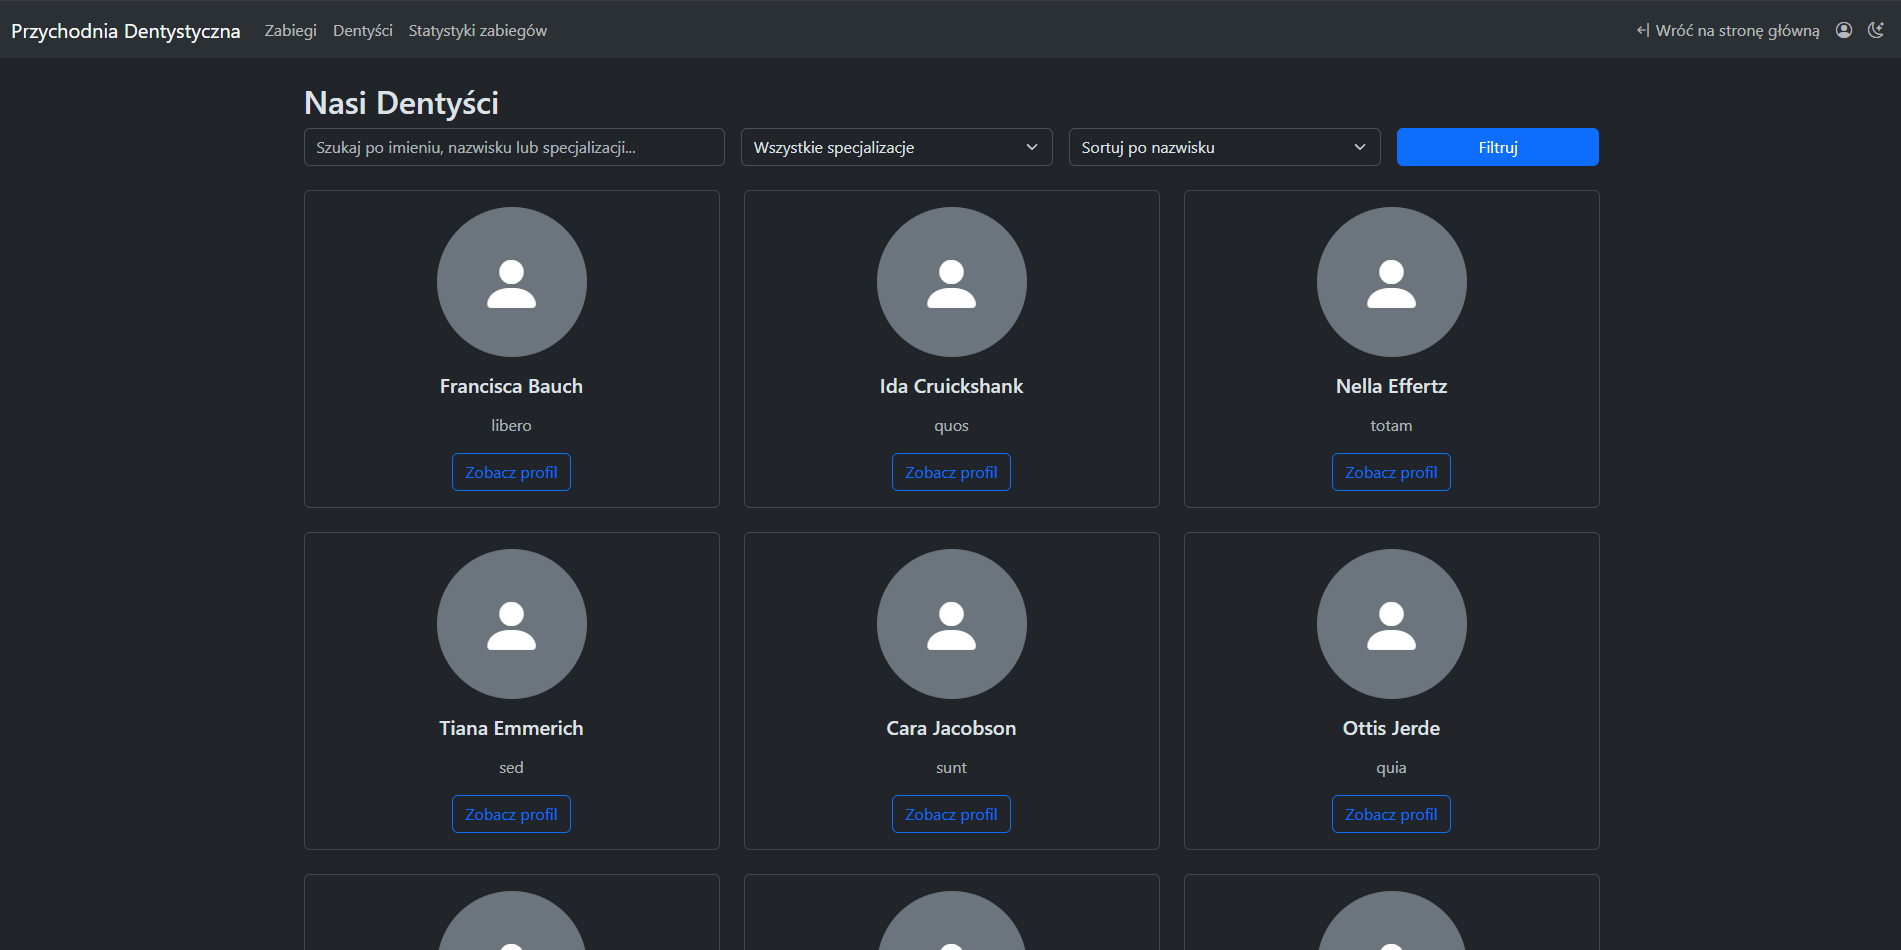 Przychodnia Dentystyczna Zabiegi Dentyści Statystyki zabiegów Wróć na stronę główną
Nasi Dentyści
Szukaj po imieniu, nazwisku lub specjalizacji... Wszystkie specjalizacje Sortuj po nazwisku Filtruj
Francisca Bauch Ida Cruickshank Nella Effertz
libero quos totam
Zobacz profil Zobacz profil Zobacz profil
Tiana Emmerich Cara Jacobson Ottis Jerde
sed sunt quia
Zobacz profil Zobacz profil Zobacz profil